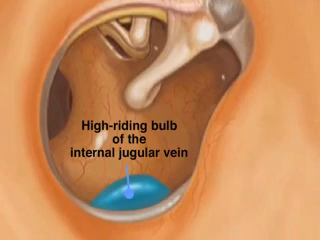 High-riding bulb
of the
internal jugular vein